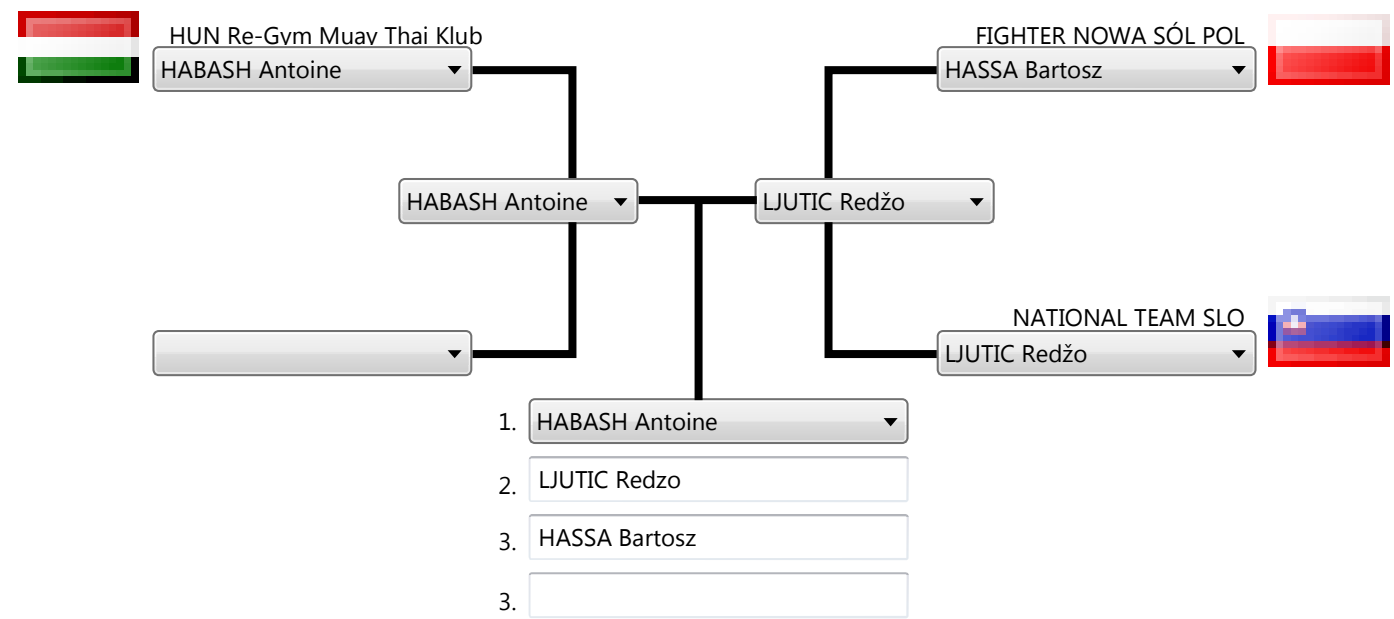 HUN Re-Gym Muay Thai Klub
FIGHTER NOWA SÓL POL
HABASH Antoine
HASSA Bartosz
HABASH Antoine
LJUTIC Redžo
NATIONAL TEAM SLO
LJUTIC Redžo
1. HABASH Antoine
2. LJUTIC Redzo
3. HASSA Bartosz
3.